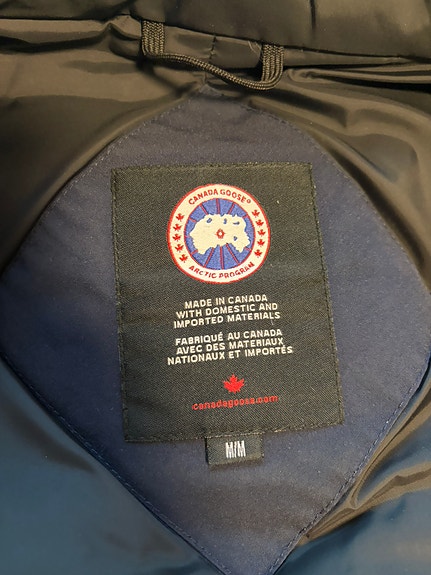 CANADA GOOSE®
ARCTIC PROGRAM
MADE IN CANADA
WITH DOMESTIC AND
IMPORTED MATERIALS
FABRIQUÉ AU CANADA
AVEC DES MATERIAUX
NATIONAUX ET IMPORTÉS
canadagoose.com
M/M